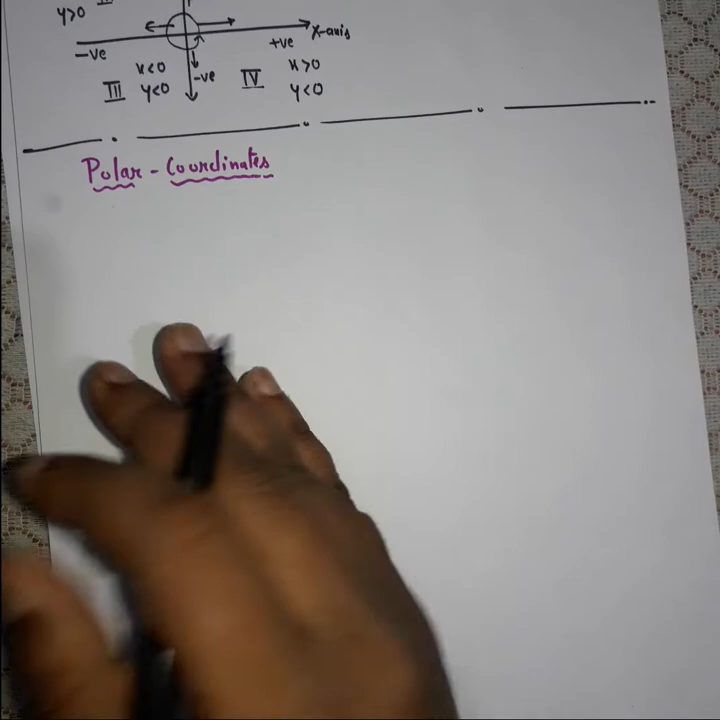 y>0
X-axis
-ve +ve
x<0 -ve IV x>0
III y<0 y<0
Polar - Coordinates